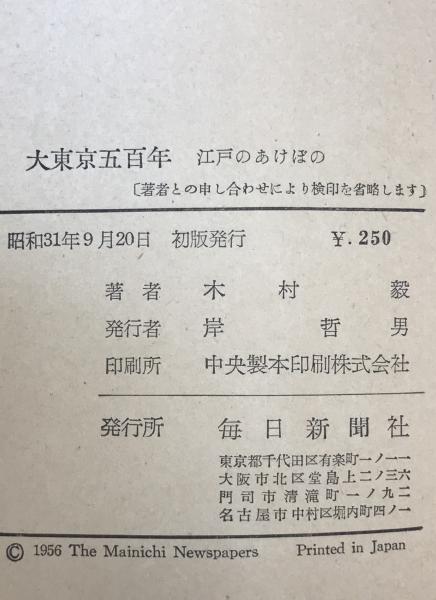 大東京五百年 江戸のあけぼの
〔著者との申し合わせにより検印を省略します〕
昭和31年9月20日 初版発行 ¥.250
著者 木村毅
発行者 岸哲男
印刷所 中央製本印刷株式会社
発行所 毎日新聞社
東京都千代田区有楽町一ノ一一
大阪市北区堂島上二ノ三六
門司市清滝町一ノ九二
名古屋市中村区堀内町四ノ一
© 1956 The Mainichi Newspapers Printed in Japan